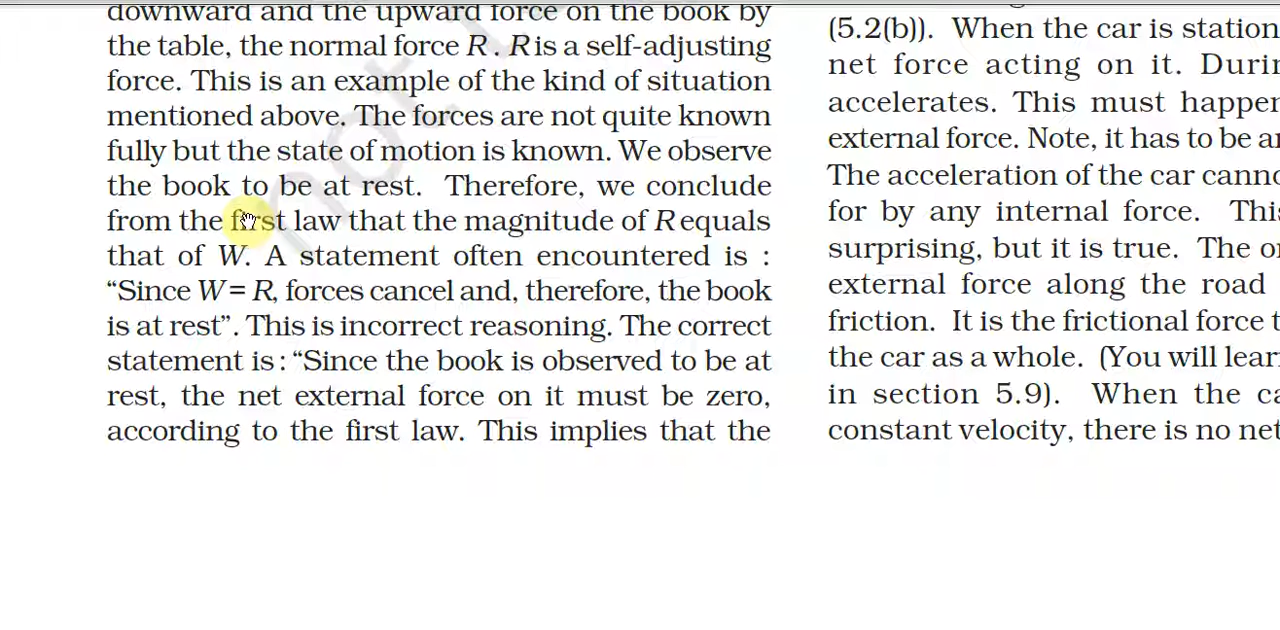 downward and the upward force on the book by
the table, the normal force R . R is a self-adjusting
force. This is an example of the kind of situation
mentioned above. The forces are not quite known
fully but the state of motion is known. We observe
the book to be at rest. Therefore, we conclude
from the first law that the magnitude of R equals
that of W. A statement often encountered is :
“Since W = R, forces cancel and, therefore, the book
is at rest”. This is incorrect reasoning. The correct
statement is : “Since the book is observed to be at
rest, the net external force on it must be zero,
according to the first law. This implies that the
(5.2(b)). When the car is station
net force acting on it. Durin
accelerates. This must happen
external force. Note, it has to be an
The acceleration of the car canno
for by any internal force. This
surprising, but it is true. The o
external force along the road
friction. It is the frictional force t
the car as a whole. (You will lear
in section 5.9). When the ca
constant velocity, there is no net
not